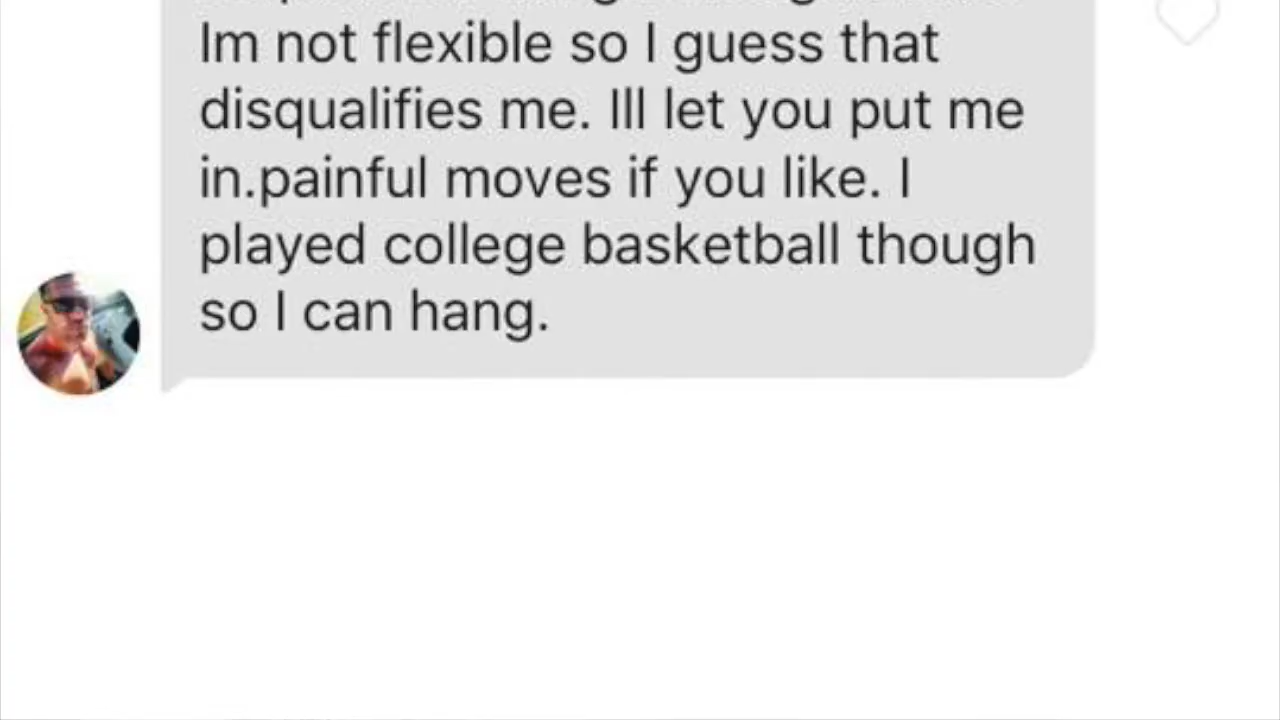 Im not flexible so I guess that
disqualifies me. Ill let you put me
in.painful moves if you like. I
played college basketball though
so I can hang.